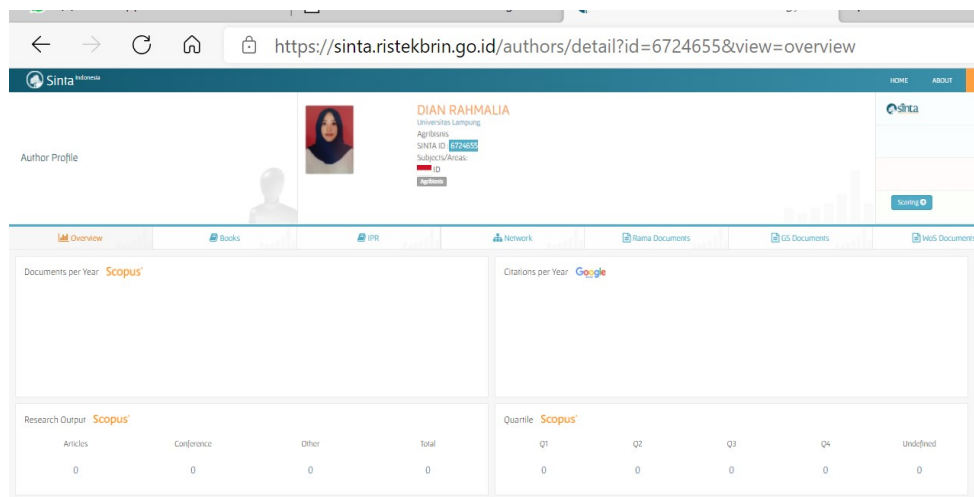 https://sinta.ristekbrin.go.id/authors/detail?id=6724655&view=overview
Sinta Indonesia
HOME ABOUT
Author Profile
DIAN RAHMALIA
Universitas Lampung
Agribisnis
SINTA ID : 6724655
Subjects/Areas:
ID
Agribisnis
sinta
Scoring
Overview Books IPR Network Rama Documents GS Documents WoS Documents
Documents per Year Scopus
Citations per Year Google
Research Output Scopus
Articles Conference Other Total
0 0 0 0
Quartile Scopus
Q1 Q2 Q3 Q4 Undefined
0 0 0 0 0